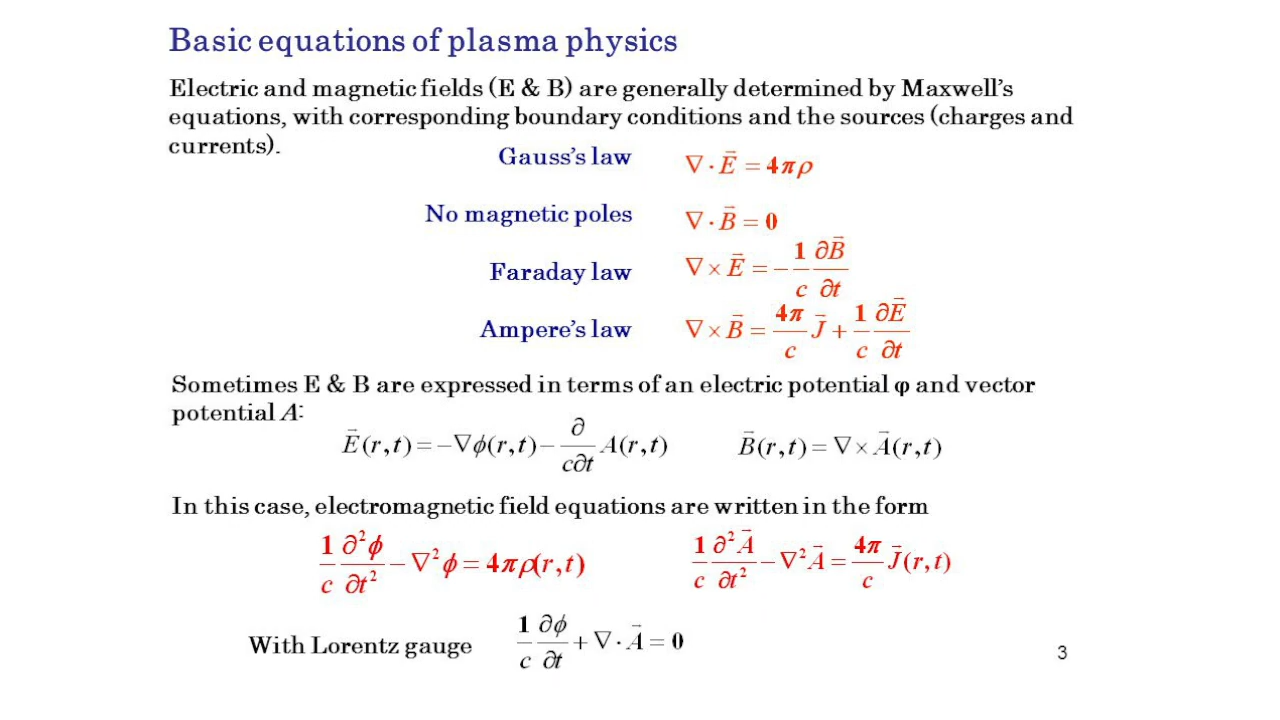 Basic equations of plasma physics
Electric and magnetic fields (E & B) are generally determined by Maxwell's
equations, with corresponding boundary conditions and the sources (charges and
currents).
Gauss's law ∇·E⃗ = 4πρ
No magnetic poles ∇·B⃗ = 0
Faraday law ∇×E⃗ = −(1/c) ∂B⃗/∂t
Ampere's law ∇×B⃗ = (4π/c) J⃗ + (1/c) ∂E⃗/∂t
Sometimes E & B are expressed in terms of an electric potential φ and vector
potential A:
E⃗(r,t) = −∇ϕ(r,t) − ∂/(c∂t) A(r,t) B⃗(r,t) = ∇×A⃗(r,t)
In this case, electromagnetic field equations are written in the form
(1/c) ∂²ϕ/∂t² − ∇²ϕ = 4πρ(r,t) (1/c) ∂²A⃗/∂t² − ∇²A⃗ = (4π/c) J⃗(r,t)
With Lorentz gauge (1/c) ∂ϕ/∂t + ∇·A⃗ = 0
3